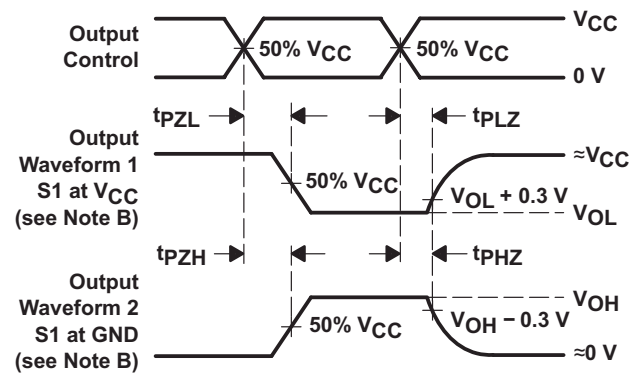 Output
Control
50% VCC
50% VCC
VCC
0 V
tPZL
tPLZ
Output
Waveform 1
S1 at VCC
(see Note B)
50% VCC
VOL + 0.3 V
≈VCC
VOL
tPZH
tPHZ
Output
Waveform 2
S1 at GND
(see Note B)
50% VCC
VOH
VOH − 0.3 V
≈0 V